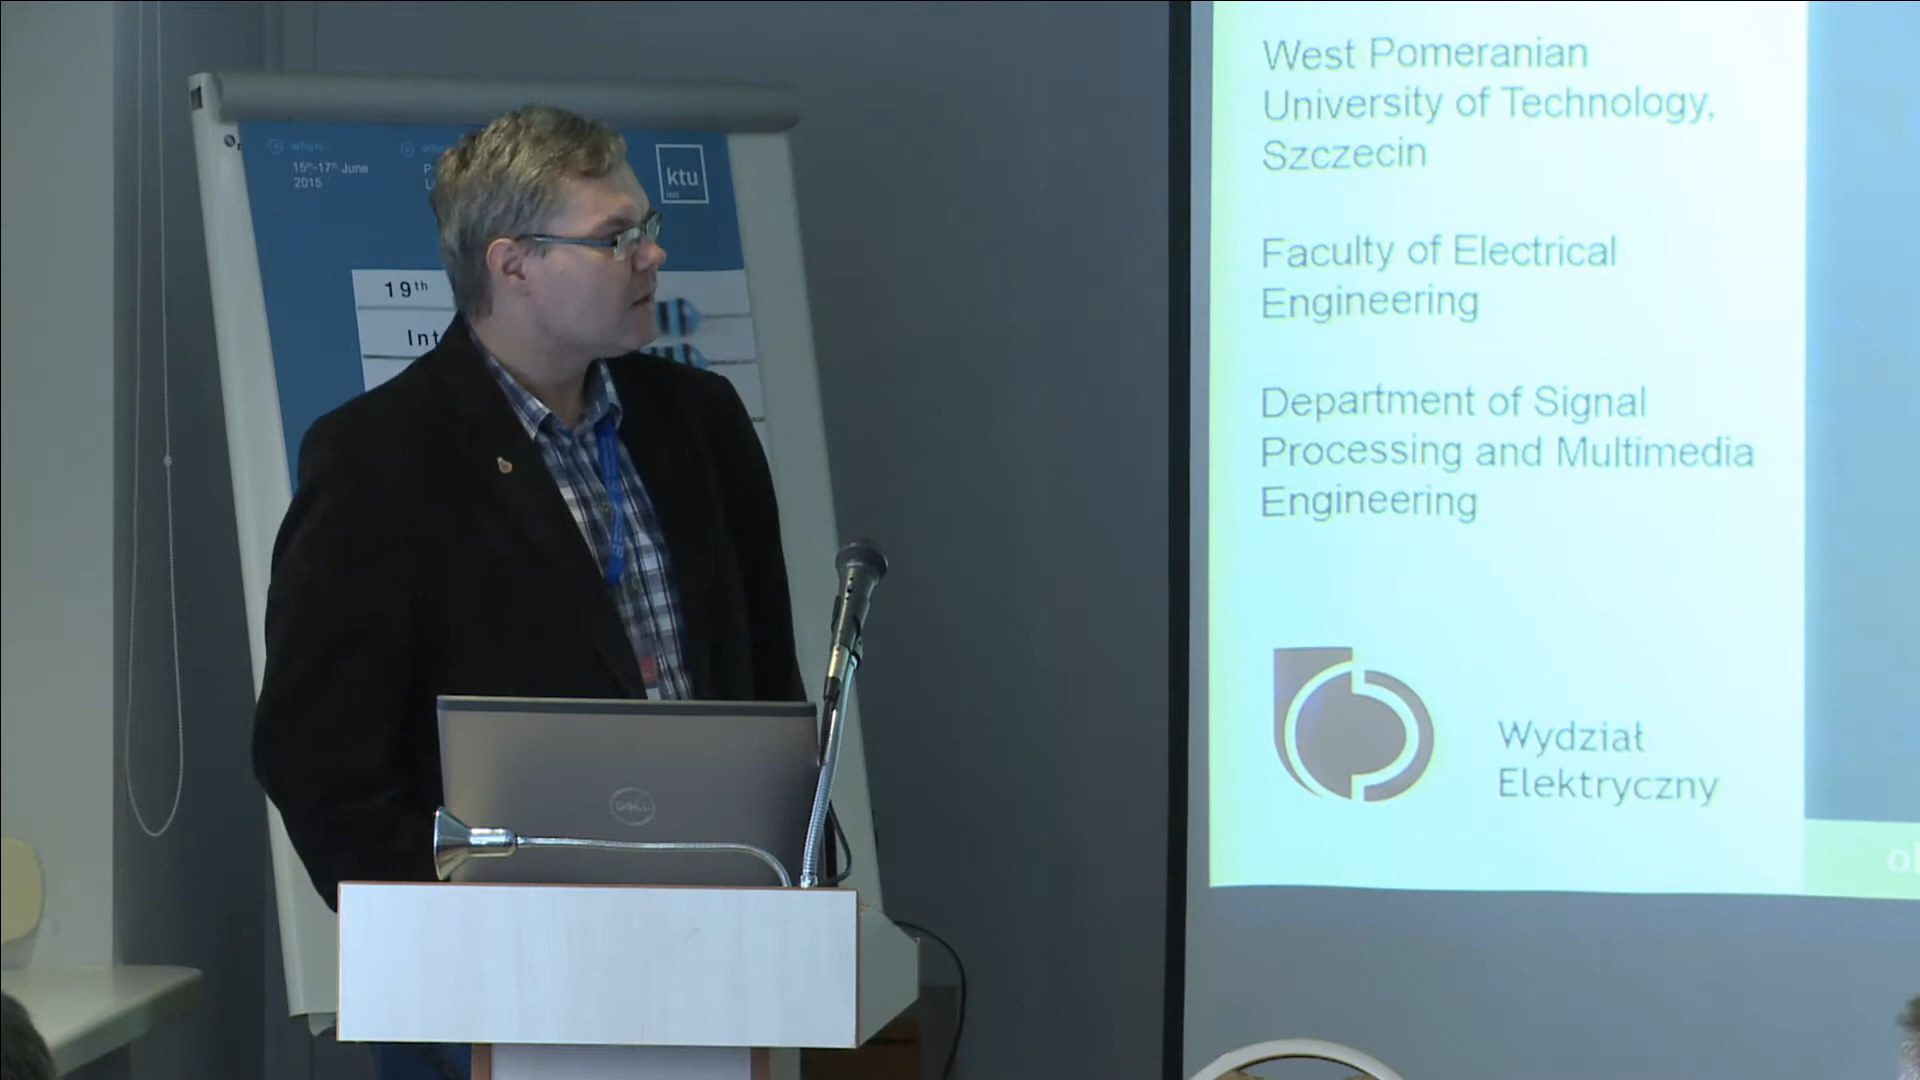 when
15th-17th June
2015
ktu
19th
Int
DELL
West Pomeranian
University of Technology,
Szczecin
Faculty of Electrical
Engineering
Department of Signal
Processing and Multimedia
Engineering
Wydział
Elektryczny